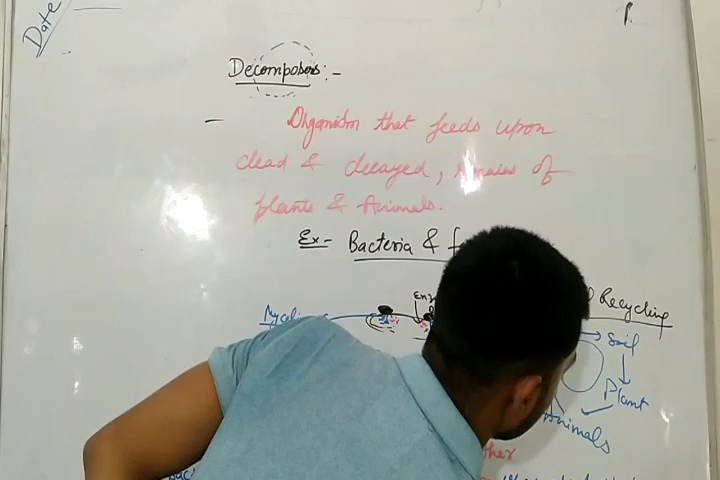 Date
Decomposers:-
- Organism that feeds upon
dead & decayed, remains of
plants & Animals.
Ex- Bacteria &
Recycling
Soil
Plant
Animals